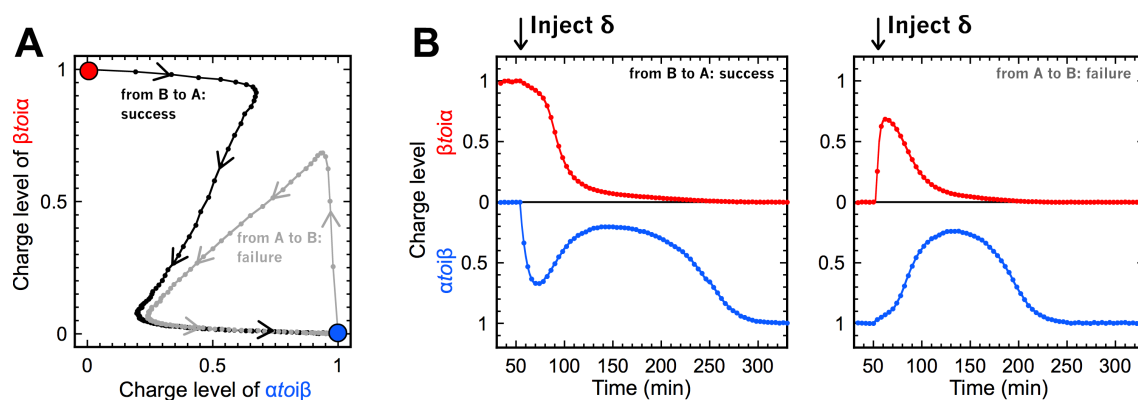 A
Charge level of βtoiα
1
0.5
0
0
0.5
1
Charge level of αtoiβ
from B to A:
success
from A to B:
failure
B
Inject δ
from B to A: success
βtoiα
Charge level
αtoiβ
1
0.5
0
0.5
1
50
100
150
200
250
300
Time (min)
Inject δ
from A to B: failure
1
0.5
0
0.5
1
50
100
150
200
250
300
Time (min)